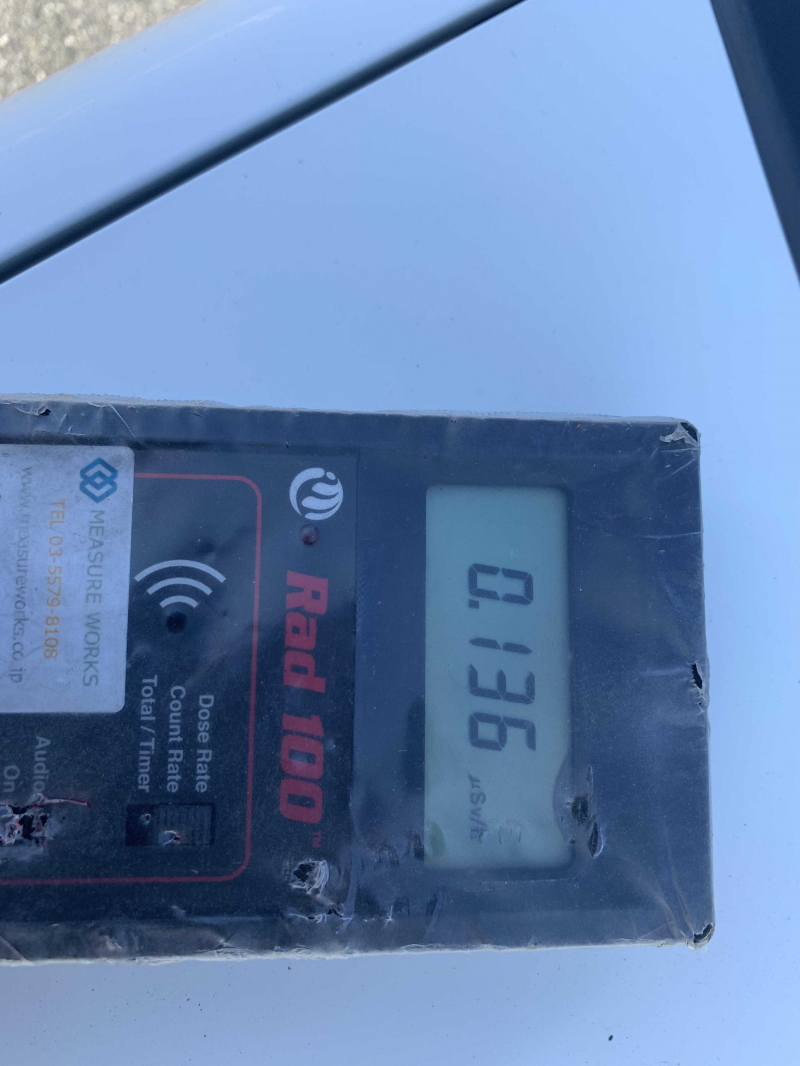 0.136
µSv/hr
Rad 100™
Dose Rate
Count Rate
Total / Timer
Audio
On
MEASURE WORKS
TEL 03-5579-8108
www.measureworks.co.jp